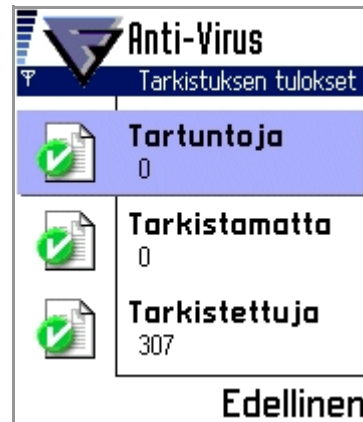 Anti-Virus
Tarkistuksen tulokset
Tartuntoja
0
Tarkistamatta
0
Tarkistettuja
307
Edellinen